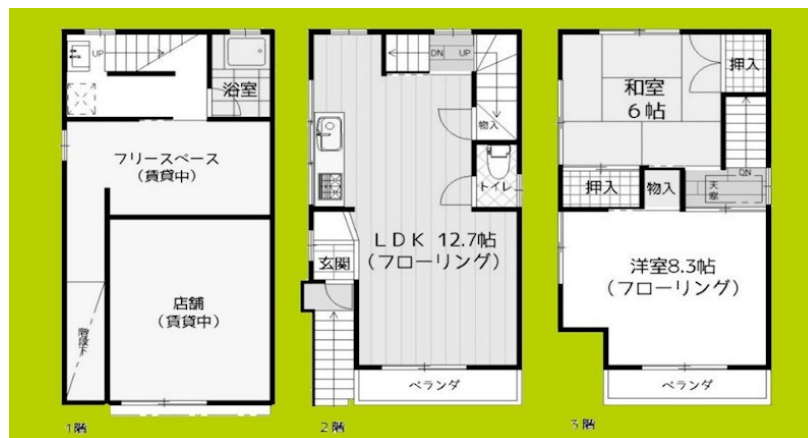 UP
浴室
フリースペース
(賃貸中)
店舗
(賃貸中)
階段下
1階
DN UP
物入
トイレ
LDK 12.7帖
(フローリング)
玄関
ベランダ
2階
和室
6帖
押入
押入
物入
DN
天窓
洋室8.3帖
(フローリング)
ベランダ
3階